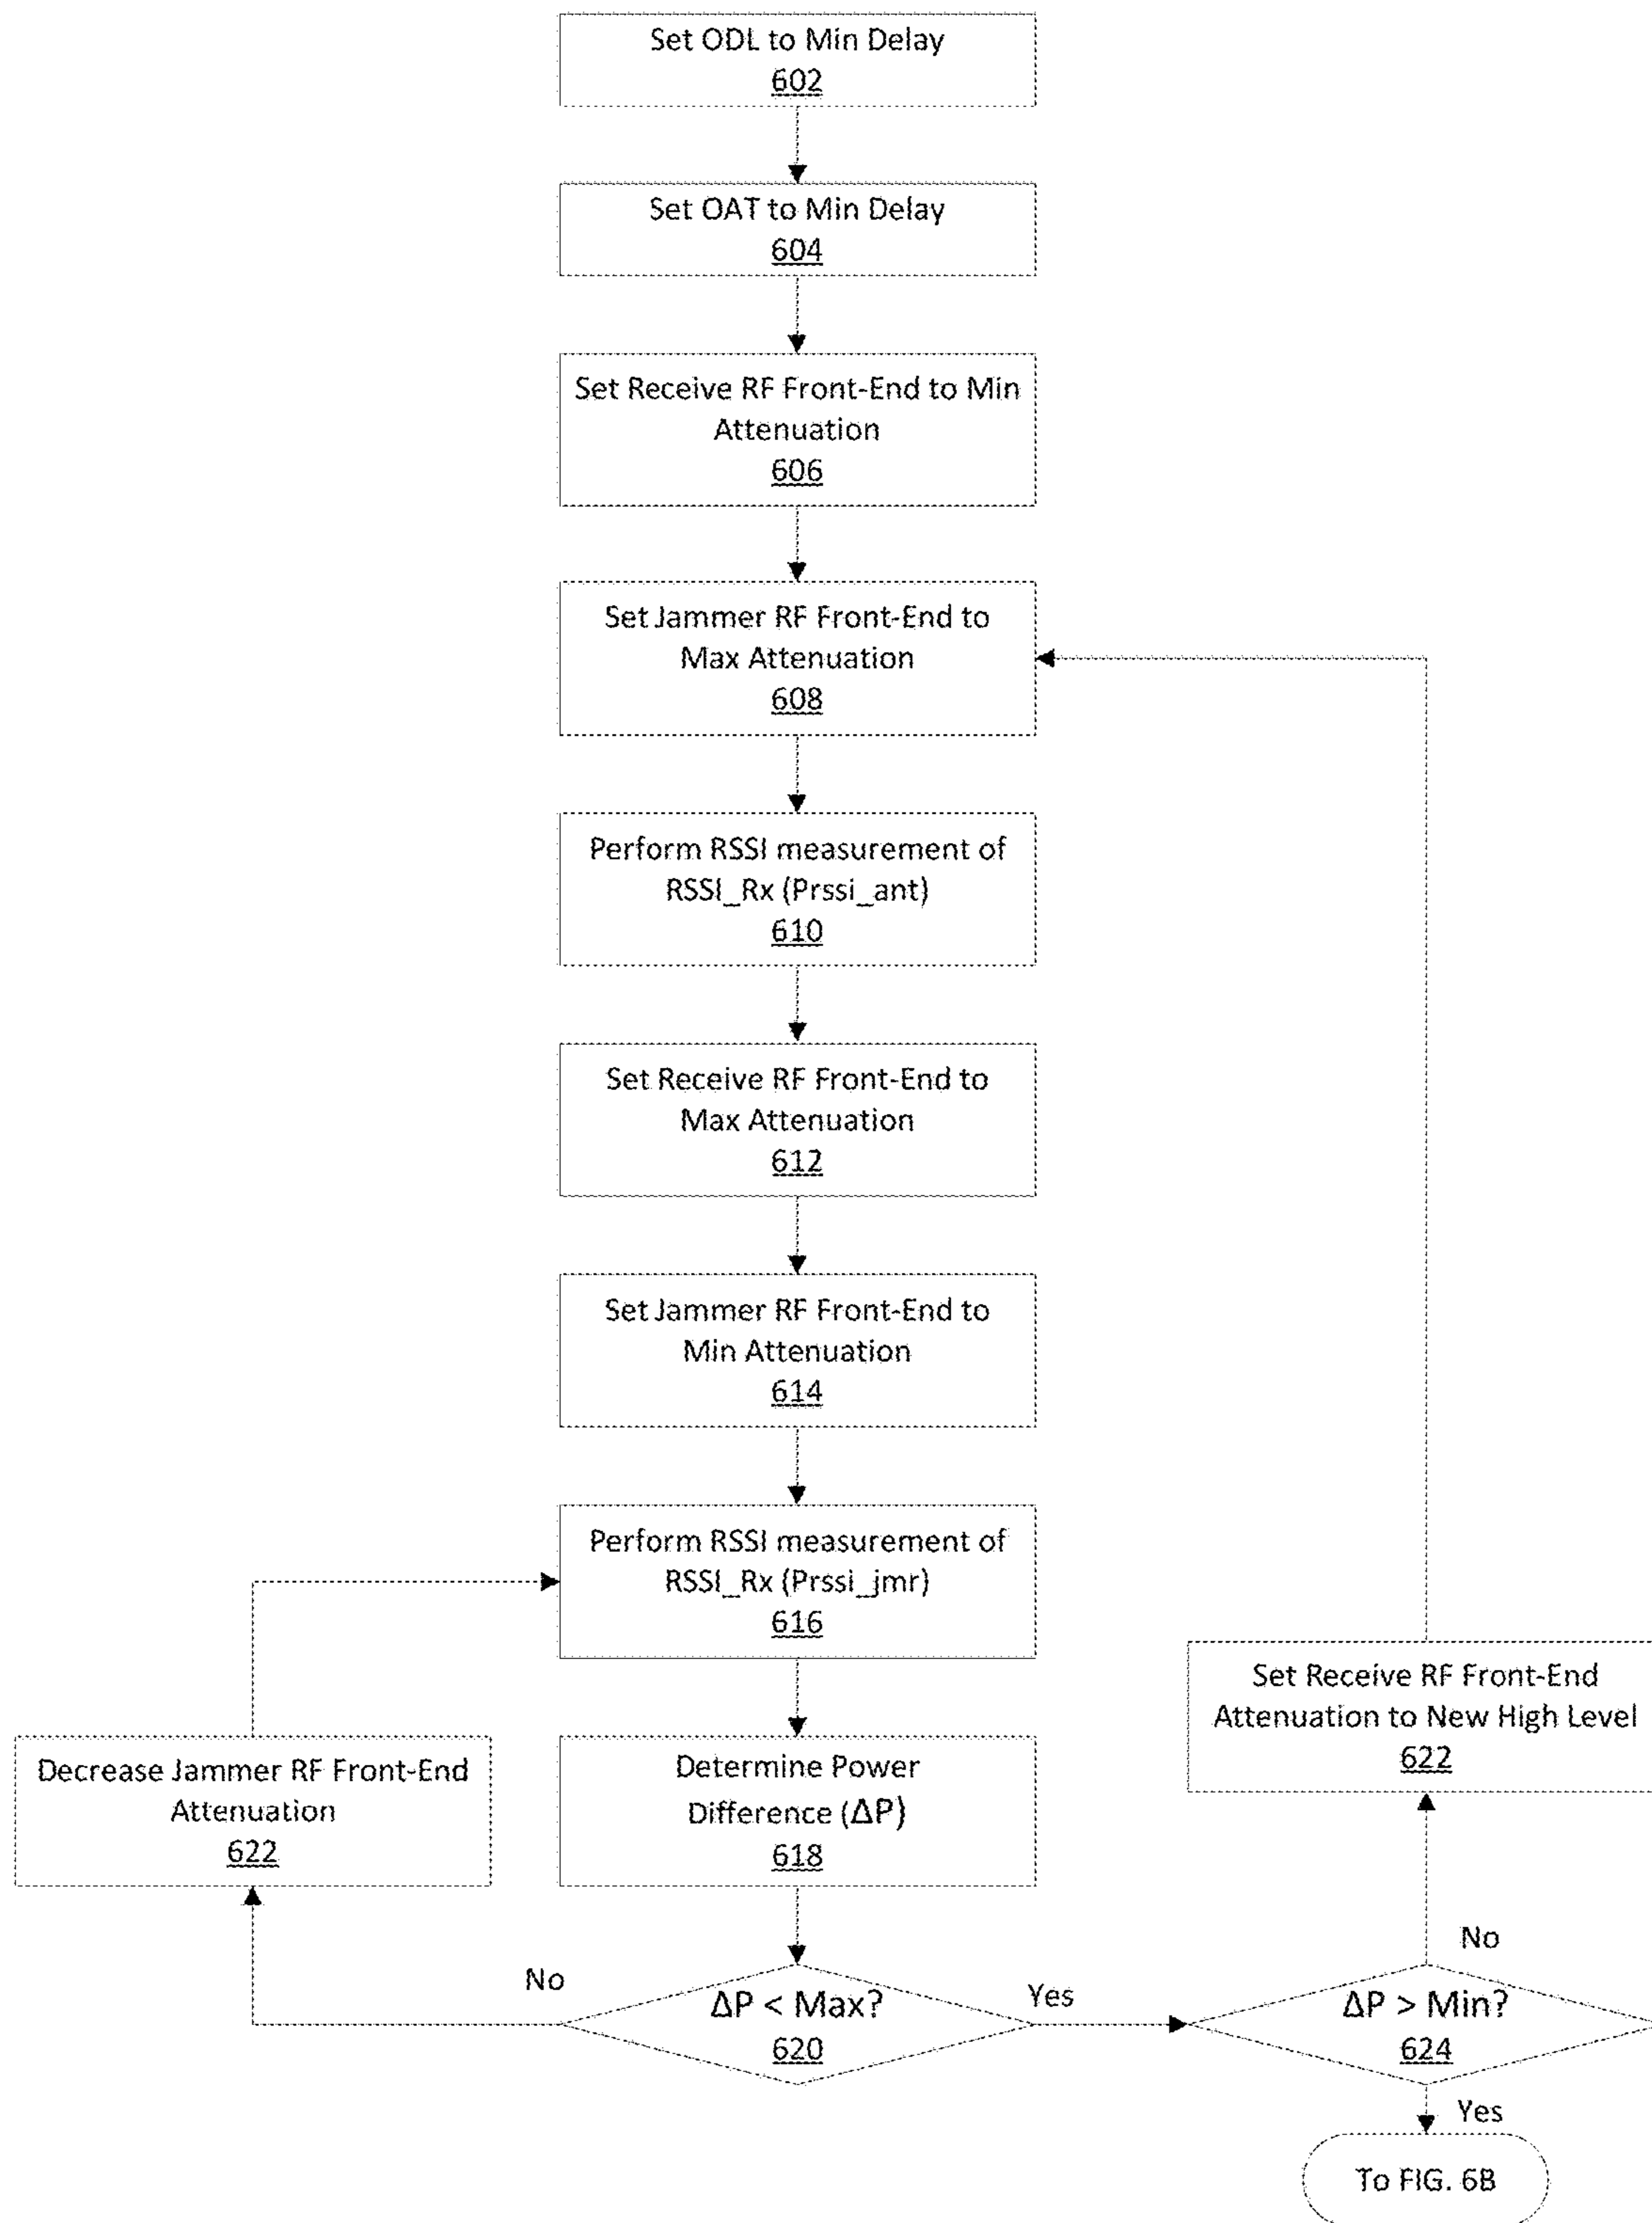 Set ODL to Min Delay
602
Set OAT to Min Delay
604
Set Receive RF Front-End to Min
Attenuation
606
Set Jammer RF Front-End to
Max Attenuation
608
Perform RSSI measurement of
RSSI_Rx (Prssi_ant)
610
Set Receive RF Front-End to
Max Attenuation
612
Set Jammer RF Front-End to
Min Attenuation
614
Perform RSSI measurement of
RSSI_Rx (Prssi_jmr)
616
Set Receive RF Front-End
Attenuation to New High Level
622
Decrease Jammer RF Front-End
Attenuation
622
Determine Power
Difference (ΔP)
618
No
ΔP < Max?
620
Yes
No
ΔP > Min?
624
Yes
To FIG. 6B